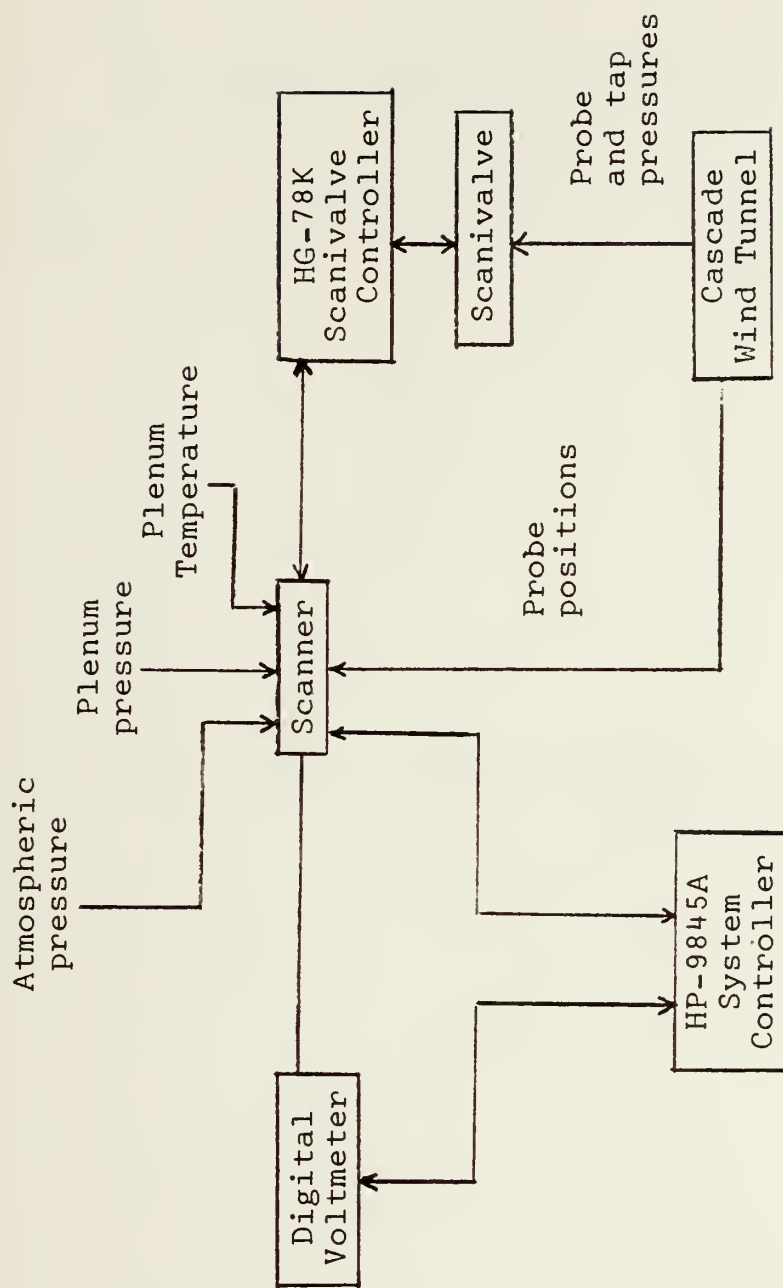 Atmospheric
pressure
Plenum
pressure
Plenum
Temperature
Digital
Voltmeter
Scanner
HG-78K
Scanivalve
Controller
Scanivalve
Probe
and tap
pressures
Probe
positions
HP-9845A
System
Controller
Cascade
Wind Tunnel